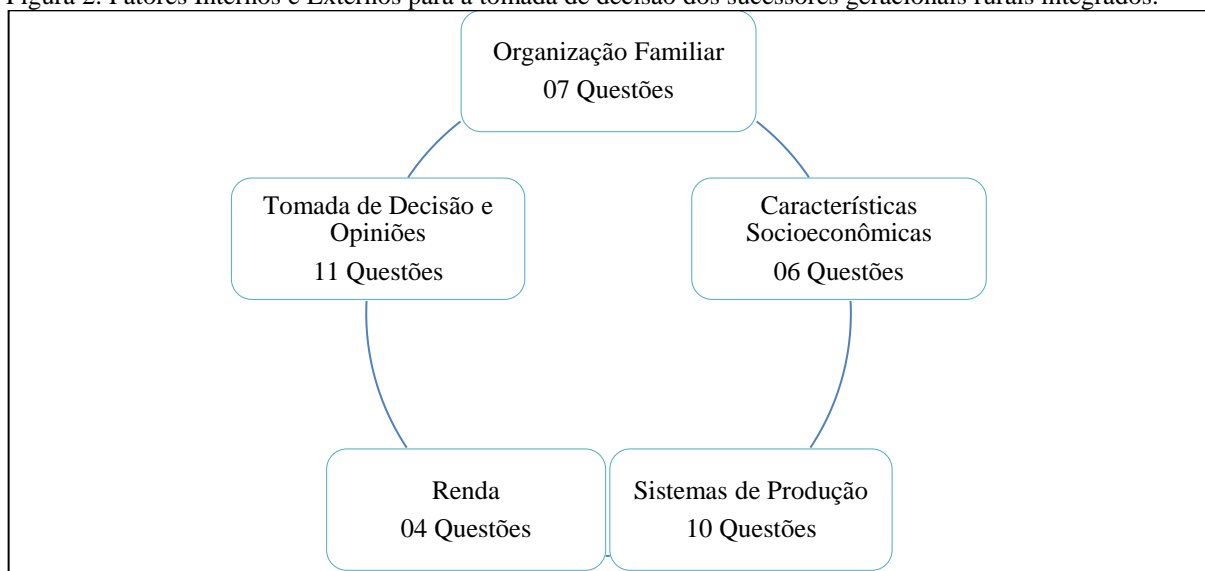 Figura 2. Fatores Internos e Externos para a tomada de decisão dos sucessores geracionais rurais integrados.
Organização Familiar
07 Questões
Tomada de Decisão e
Opiniões
11 Questões
Características
Socioeconômicas
06 Questões
Renda
04 Questões
Sistemas de Produção
10 Questões